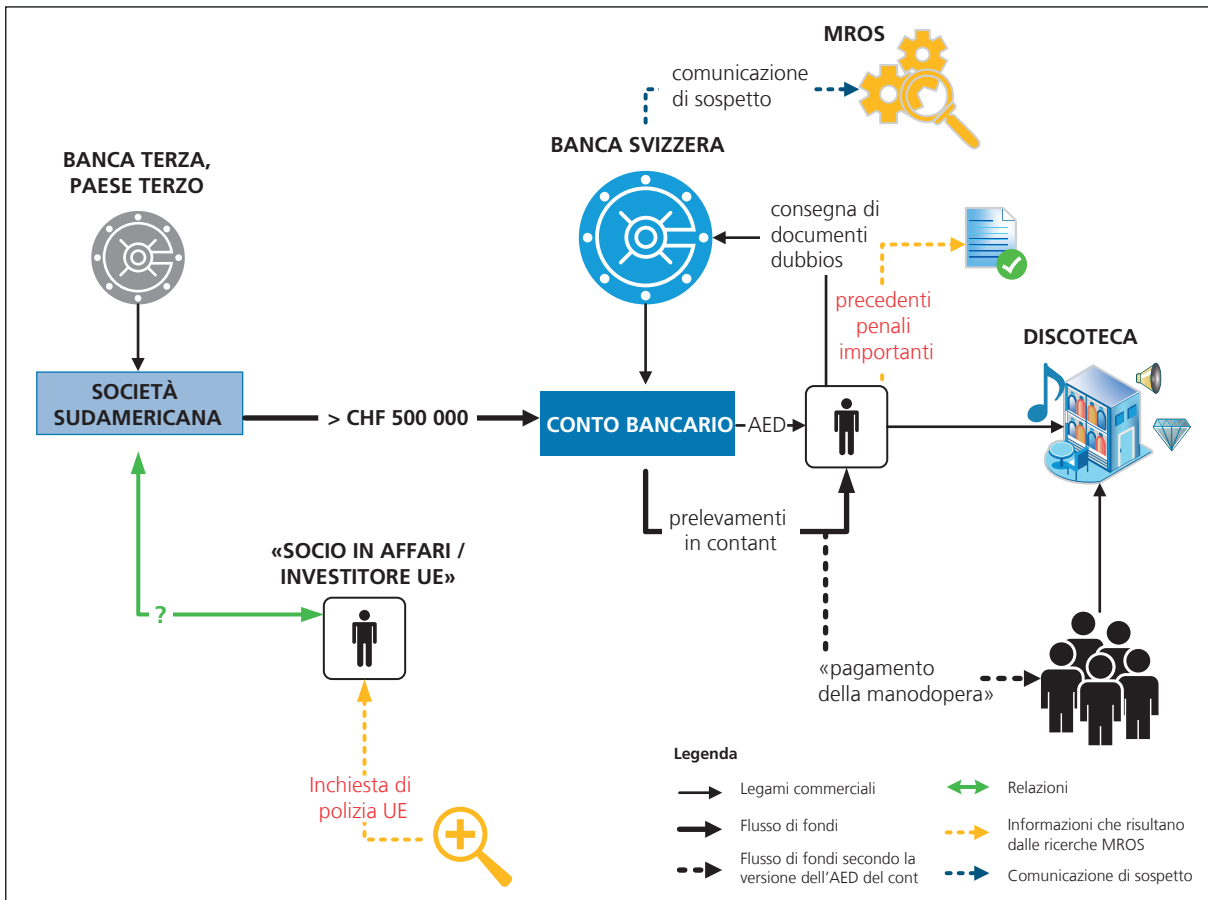 MROS
comunicazione
di sospetto
BANCA SVIZZERA
BANCA TERZA,
PAESE TERZO
consegna di
documenti
dubbios
precedenti
penali
importanti
DISCOTECA
SOCIETÀ
SUDAMERICANA
> CHF 500 000
CONTO BANCARIO
AED
prelevamenti
in contant
«SOCIO IN AFFARI /
INVESTITORE UE»
?
«pagamento
della manodopera»
Inchiesta di
polizia UE
Legenda
Legami commerciali
Flusso di fondi
Flusso di fondi secondo la
versione dell'AED del cont
Relazioni
Informazioni che risultano
dalle ricerche MROS
Comunicazione di sospetto